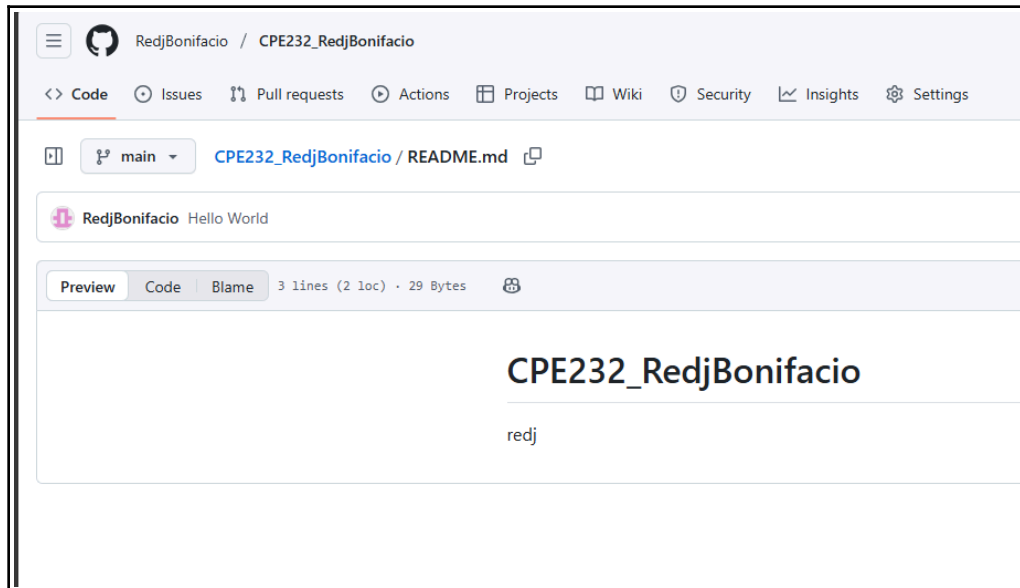 RedjBonifacio / CPE232_RedjBonifacio
<> Code Issues Pull requests Actions Projects Wiki Security Insights Settings
main CPE232_RedjBonifacio / README.md
RedjBonifacio Hello World
Preview Code Blame 3 lines (2 loc) · 29 Bytes
CPE232_RedjBonifacio
redj